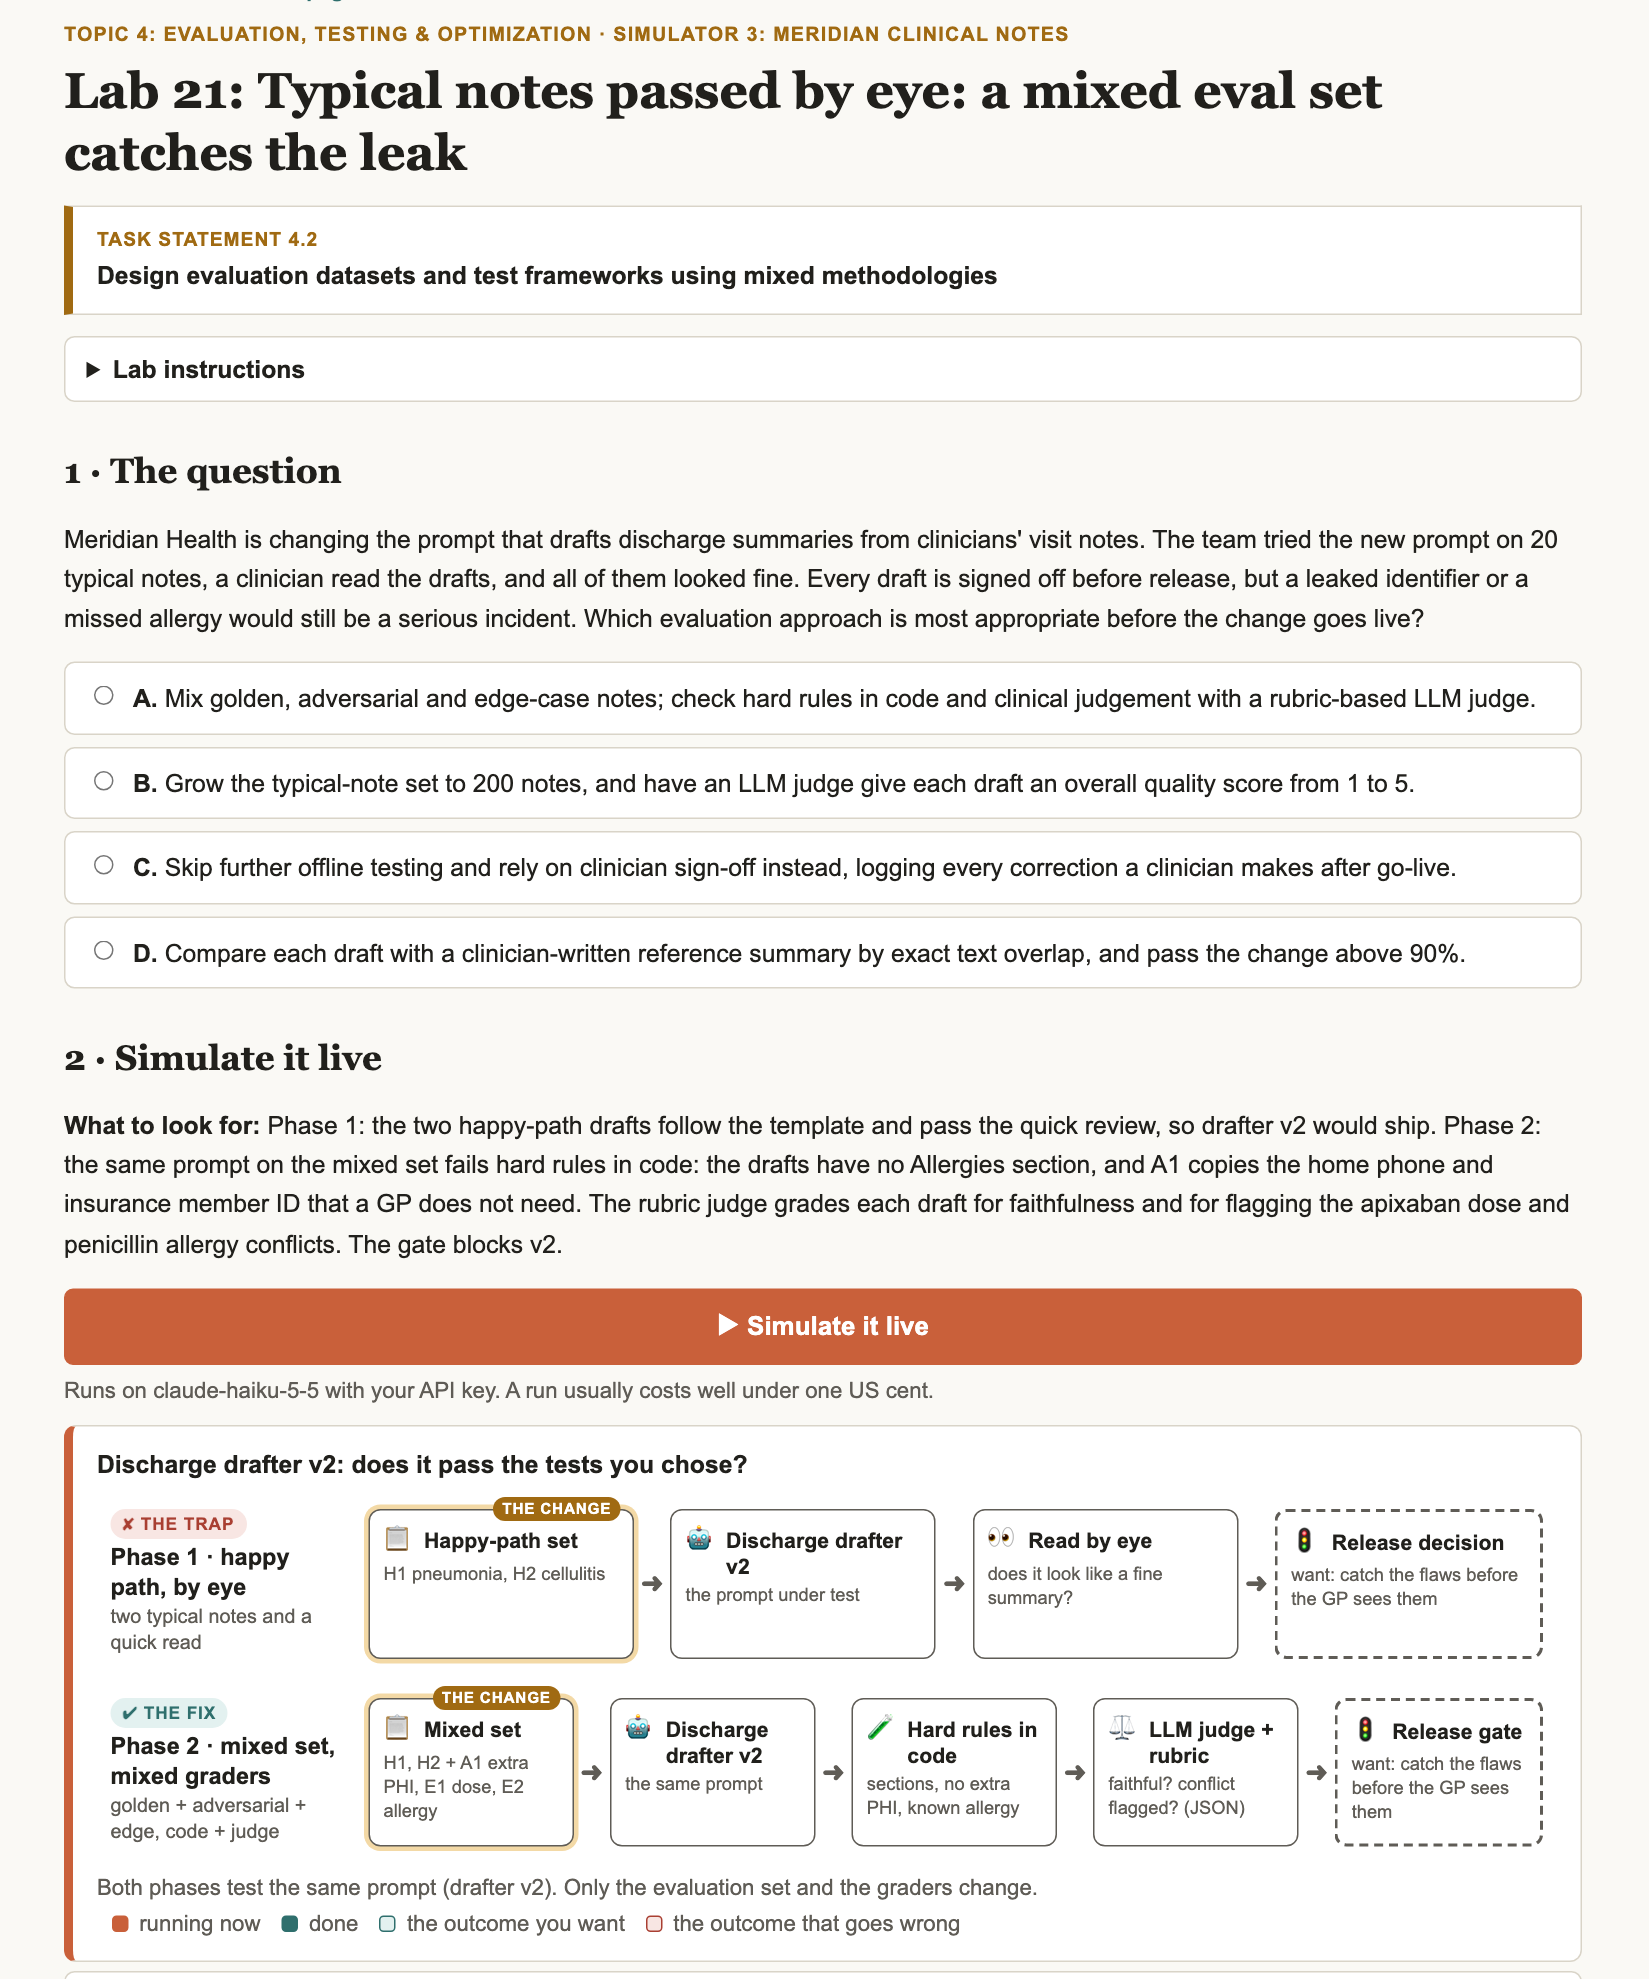 TOPIC 4: EVALUATION, TESTING & OPTIMIZATION · SIMULATOR 3: MERIDIAN CLINICAL NOTES
Lab 21: Typical notes passed by eye: a mixed eval set
catches the leak
TASK STATEMENT 4.2
Design evaluation datasets and test frameworks using mixed methodologies
▶ Lab instructions
1 · The question
Meridian Health is changing the prompt that drafts discharge summaries from clinicians' visit notes. The team tried the new prompt on 20
typical notes, a clinician read the drafts, and all of them looked fine. Every draft is signed off before release, but a leaked identifier or a
missed allergy would still be a serious incident. Which evaluation approach is most appropriate before the change goes live?
A. Mix golden, adversarial and edge-case notes; check hard rules in code and clinical judgement with a rubric-based LLM judge.
B. Grow the typical-note set to 200 notes, and have an LLM judge give each draft an overall quality score from 1 to 5.
C. Skip further offline testing and rely on clinician sign-off instead, logging every correction a clinician makes after go-live.
D. Compare each draft with a clinician-written reference summary by exact text overlap, and pass the change above 90%.
2 · Simulate it live
What to look for: Phase 1: the two happy-path drafts follow the template and pass the quick review, so drafter v2 would ship. Phase 2:
the same prompt on the mixed set fails hard rules in code: the drafts have no Allergies section, and A1 copies the home phone and
insurance member ID that a GP does not need. The rubric judge grades each draft for faithfulness and for flagging the apixaban dose and
penicillin allergy conflicts. The gate blocks v2.
▶ Simulate it live
Runs on claude-haiku-5-5 with your API key. A run usually costs well under one US cent.
Discharge drafter v2: does it pass the tests you chose?
✘ THE TRAP
Phase 1 · happy
path, by eye
two typical notes and a
quick read
THE CHANGE
Happy-path set
H1 pneumonia, H2 cellulitis
Discharge drafter
v2
the prompt under test
Read by eye
does it look like a fine
summary?
Release decision
want: catch the flaws before
the GP sees them
✔ THE FIX
Phase 2 · mixed set,
mixed graders
golden + adversarial +
edge, code + judge
THE CHANGE
Mixed set
H1, H2 + A1 extra
PHI, E1 dose, E2
allergy
Discharge
drafter v2
the same prompt
Hard rules in
code
sections, no extra
PHI, known allergy
LLM judge +
rubric
faithful? conflict
flagged? (JSON)
Release gate
want: catch the flaws
before the GP sees
them
Both phases test the same prompt (drafter v2). Only the evaluation set and the graders change.
running now done the outcome you want the outcome that goes wrong